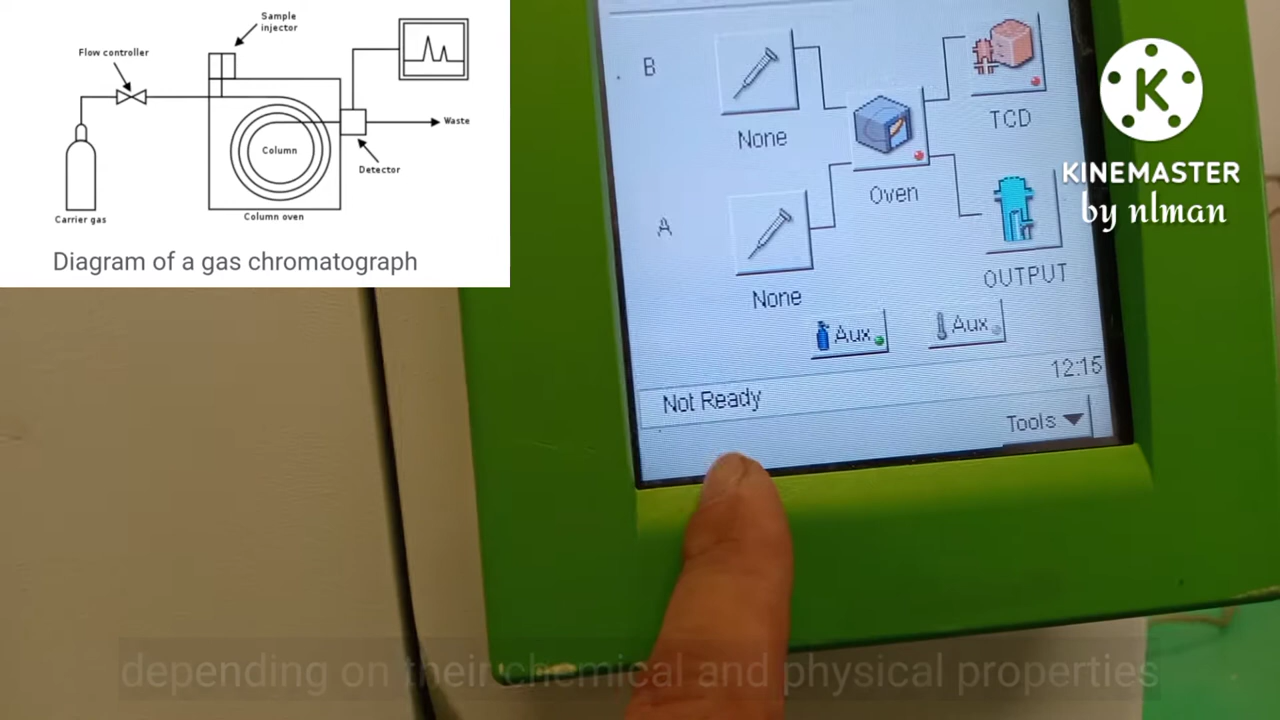 Sample
injector
Flow controller
Column
Waste
Detector
Carrier gas
Column oven
Diagram of a gas chromatograph
B
None
TCD
Oven
A
None
OUTPUT
Aux
Aux
12:15
Not Ready
Tools
K
KINEMASTER
by nlman
depending on their chemical and physical properties